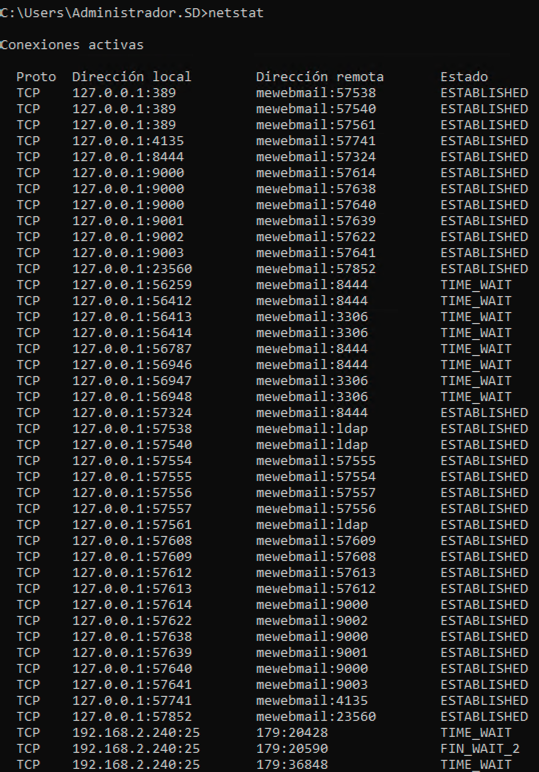 C:\Users\Administrador.SD>netstat
Conexiones activas
Proto Dirección local Dirección remota Estado
TCP 127.0.0.1:389 mewebmail:57538 ESTABLISHED
TCP 127.0.0.1:389 mewebmail:57540 ESTABLISHED
TCP 127.0.0.1:389 mewebmail:57561 ESTABLISHED
TCP 127.0.0.1:4135 mewebmail:57741 ESTABLISHED
TCP 127.0.0.1:8444 mewebmail:57324 ESTABLISHED
TCP 127.0.0.1:9000 mewebmail:57614 ESTABLISHED
TCP 127.0.0.1:9000 mewebmail:57638 ESTABLISHED
TCP 127.0.0.1:9000 mewebmail:57640 ESTABLISHED
TCP 127.0.0.1:9001 mewebmail:57639 ESTABLISHED
TCP 127.0.0.1:9002 mewebmail:57622 ESTABLISHED
TCP 127.0.0.1:9003 mewebmail:57641 ESTABLISHED
TCP 127.0.0.1:23560 mewebmail:57852 ESTABLISHED
TCP 127.0.0.1:56259 mewebmail:8444 TIME_WAIT
TCP 127.0.0.1:56412 mewebmail:8444 TIME_WAIT
TCP 127.0.0.1:56413 mewebmail:3306 TIME_WAIT
TCP 127.0.0.1:56414 mewebmail:3306 TIME_WAIT
TCP 127.0.0.1:56787 mewebmail:8444 TIME_WAIT
TCP 127.0.0.1:56946 mewebmail:8444 TIME_WAIT
TCP 127.0.0.1:56947 mewebmail:3306 TIME_WAIT
TCP 127.0.0.1:56948 mewebmail:3306 TIME_WAIT
TCP 127.0.0.1:57324 mewebmail:8444 ESTABLISHED
TCP 127.0.0.1:57538 mewebmail:ldap ESTABLISHED
TCP 127.0.0.1:57540 mewebmail:ldap ESTABLISHED
TCP 127.0.0.1:57554 mewebmail:57555 ESTABLISHED
TCP 127.0.0.1:57555 mewebmail:57554 ESTABLISHED
TCP 127.0.0.1:57556 mewebmail:57557 ESTABLISHED
TCP 127.0.0.1:57557 mewebmail:57556 ESTABLISHED
TCP 127.0.0.1:57561 mewebmail:ldap ESTABLISHED
TCP 127.0.0.1:57608 mewebmail:57609 ESTABLISHED
TCP 127.0.0.1:57609 mewebmail:57608 ESTABLISHED
TCP 127.0.0.1:57612 mewebmail:57613 ESTABLISHED
TCP 127.0.0.1:57613 mewebmail:57612 ESTABLISHED
TCP 127.0.0.1:57614 mewebmail:9000 ESTABLISHED
TCP 127.0.0.1:57622 mewebmail:9002 ESTABLISHED
TCP 127.0.0.1:57638 mewebmail:9000 ESTABLISHED
TCP 127.0.0.1:57639 mewebmail:9001 ESTABLISHED
TCP 127.0.0.1:57640 mewebmail:9000 ESTABLISHED
TCP 127.0.0.1:57641 mewebmail:9003 ESTABLISHED
TCP 127.0.0.1:57741 mewebmail:4135 ESTABLISHED
TCP 127.0.0.1:57852 mewebmail:23560 ESTABLISHED
TCP 192.168.2.240:25 179:20428 TIME_WAIT
TCP 192.168.2.240:25 179:20590 FIN_WAIT_2
TCP 192.168.2.240:25 179:36848 TIME_WAIT